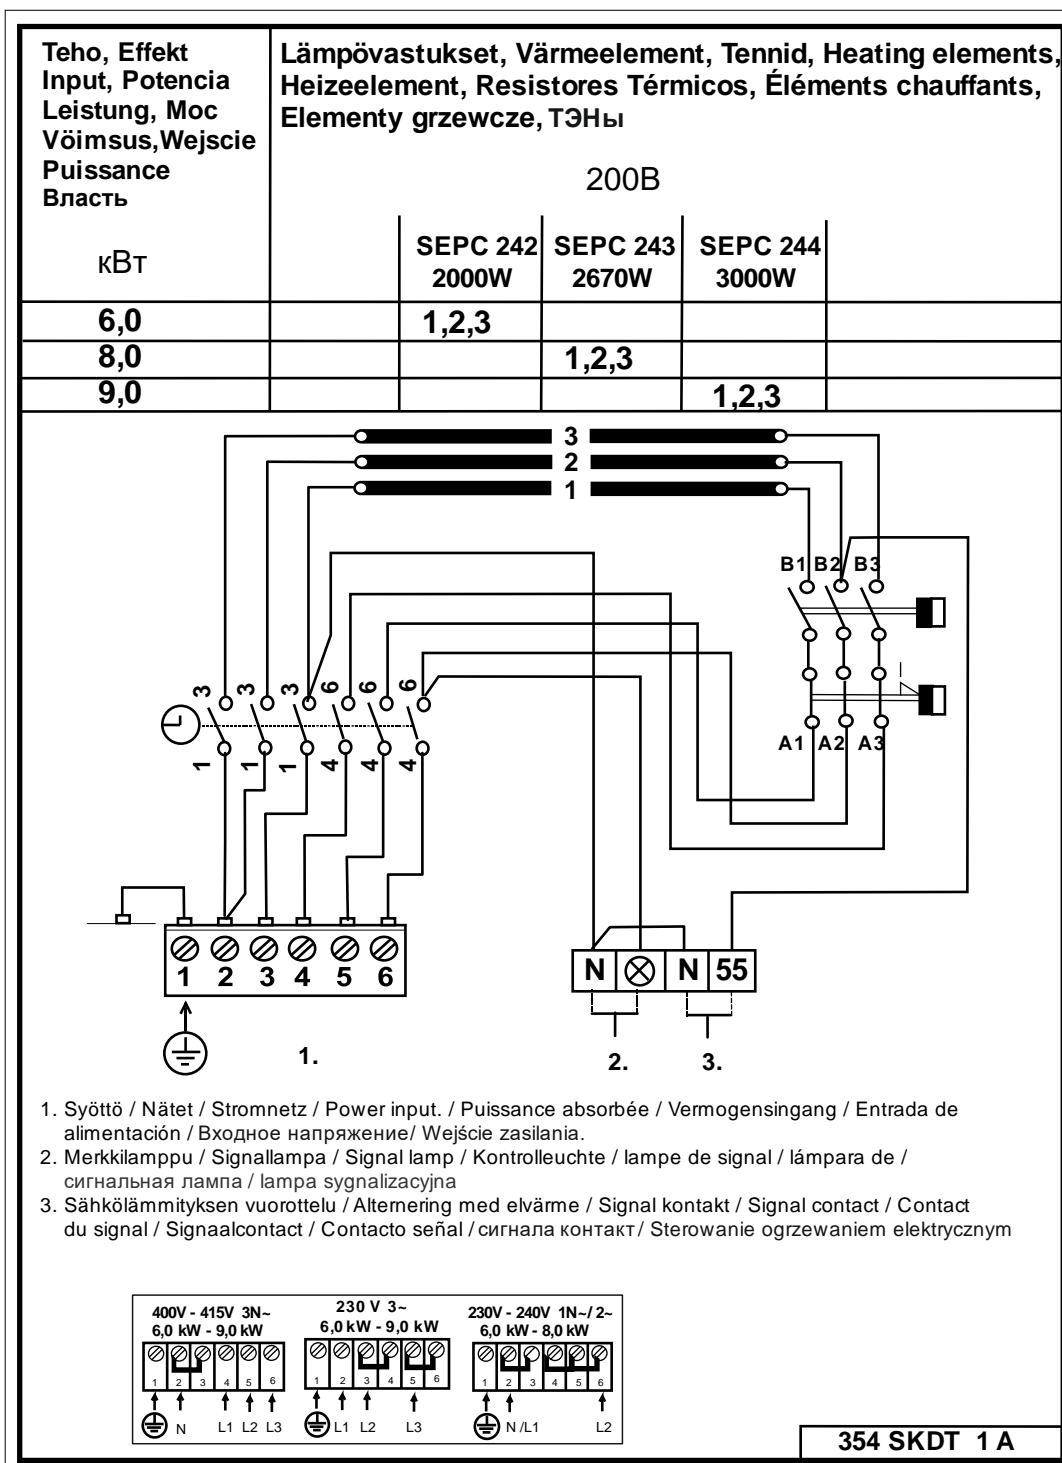 Teho, Effekt
Input, Potencia
Leistung, Moc
Vöimsus,Wejscie
Puissance
Власть
кВт
Lämpövastukset, Värmeelement, Tennid, Heating elements,
Heizeelement, Resistores Térmicos, Éléments chauffants,
Elementy grzewcze, ТЭНы
200В
SEPC 242 SEPC 243 SEPC 244
2000W 2670W 3000W
6,0 1,2,3
8,0 1,2,3
9,0 1,2,3
3
2
1
B1 B2 B3
3 3 3 6 6 6
A1 A2 A3
1 1 1 4 4 4
1 2 3 4 5 6
N N 55
1. 2. 3.
1. Syöttö / Nätet / Stromnetz / Power input. / Puissance absorbée / Vermogensingang / Entrada de
alimentación / Входное напряжение/ Wejście zasilania.
2. Merkkilamppu / Signallampa / Signal lamp / Kontrolleuchte / lampe de signal / lámpara de /
сигнальная лампа / lampa sygnalizacyjna
3. Sähkölämmityksen vuorottelu / Alternering med elvärme / Signal kontakt / Signal contact / Contact
du signal / Signaalcontact / Contacto señal / сигнала контакт / Sterowanie ogrzewaniem elektrycznym
400V - 415V 3N~
6,0 kW - 9,0 kW
1 2 3 4 5 6
N L1 L2 L3
230 V 3~
6,0 kW - 9,0 kW
1 2 3 4 5 6
L1 L2 L3
230V - 240V 1N~/ 2~
6,0 kW - 8,0 kW
1 2 3 4 5 6
N /L1 L2
354 SKDT 1 A